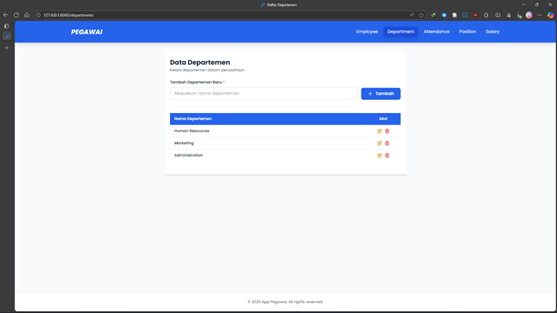 Daftar Departemen
127.0.0.1:8000/departments
PEGAWAI
Employee Department Attendance Position Salary
Data Departemen
Kelola departemen dalam perusahaan
Tambah Departemen Baru *
Masukkan nama departemen
+ Tambah
Nama Departemen Aksi
Human Resources
Marketing
Administration
© 2025 App Pegawai. All rights reserved.